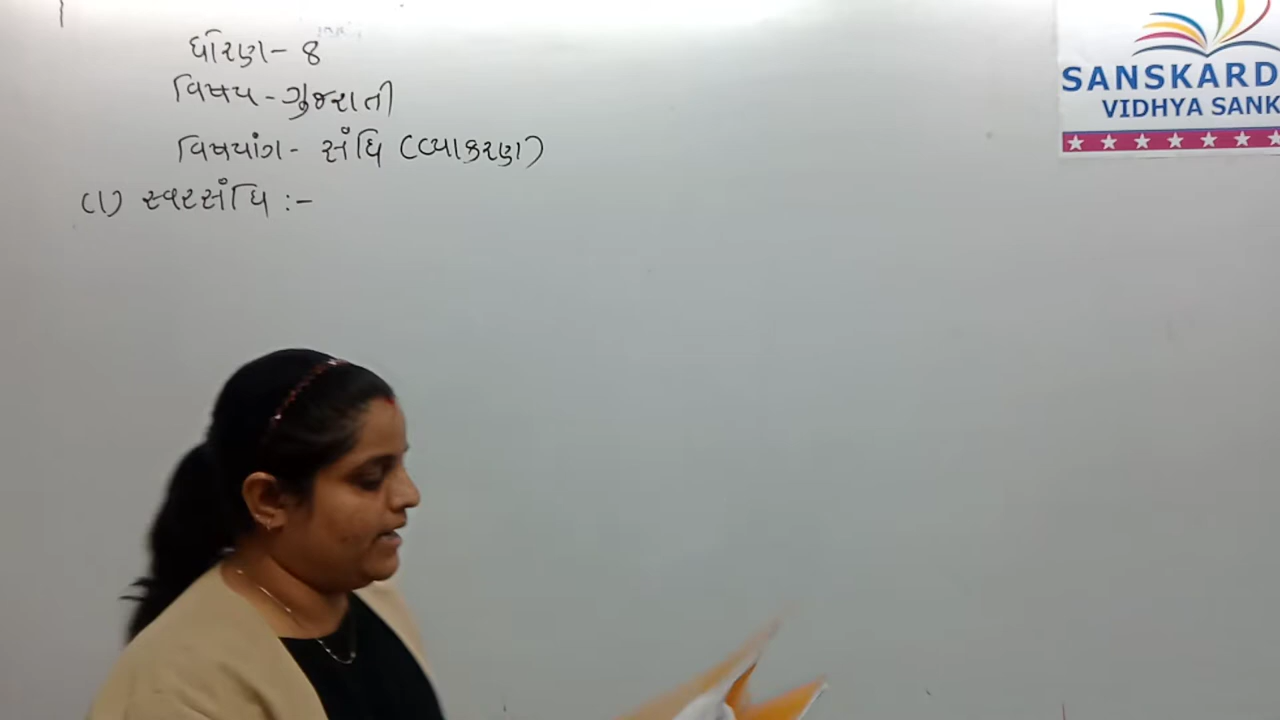 ધોરણ - 8
વિષય - ગુજરાતી
વિષયાંગ - સંધિ (વ્યાકરણ)
(1) સ્વરસંધિ :-
SANSKARD
VIDHYA SANK